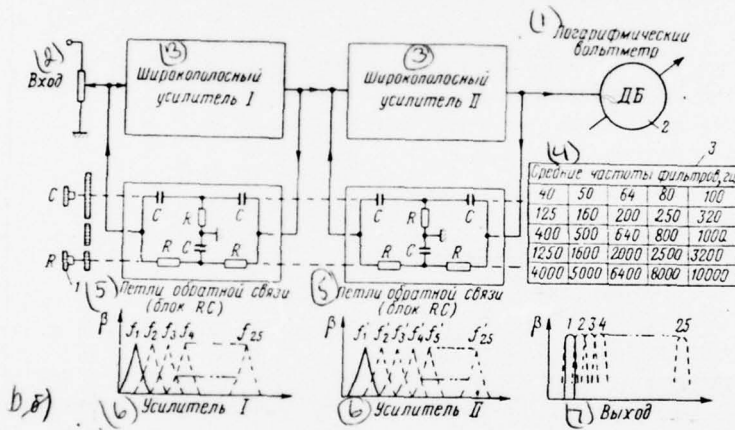 (1)
Логарифмический
вольтметр
(2)
Вход
(3)
Широкополосный
усилитель I
(3)
Широкополосный
усилитель II
ДБ
2
(4)
3
Средние частоты фильтров, гц
40 50 64 80 100
125 160 200 250 320
400 500 640 800 1000
1250 1600 2000 2500 3200
4000 5000 6400 8000 10000
C
C C
R
C
R R
C C
R
C
R R
R
1
(5)
Петли обратной связи
(блок RC)
(5)
Петли обратной связи
(блок RC)
β
f₁ f₂ f₃ f₄ f₂₅
β
f'₁ f'₂ f'₃ f'₄ f'₅ f'₂₅
β
1 2 3 4 25
b, б)
(6)
Усилитель I
(6)
Усилитель II
(7)
Выход